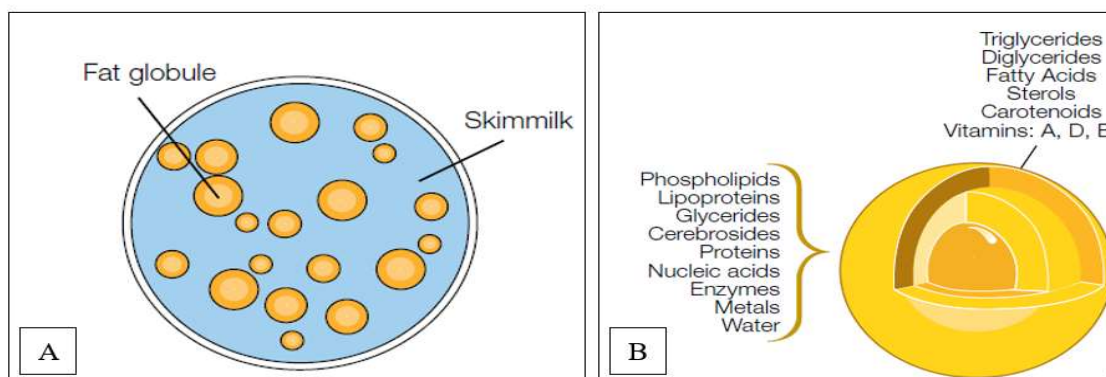 Fat globule
Skimmilk
A
Triglycerides
Diglycerides
Fatty Acids
Sterols
Carotenoids
Vitamins: A, D, E
Phospholipids
Lipoproteins
Glycerides
Cerebrosides
Proteins
Nucleic acids
Enzymes
Metals
Water
B